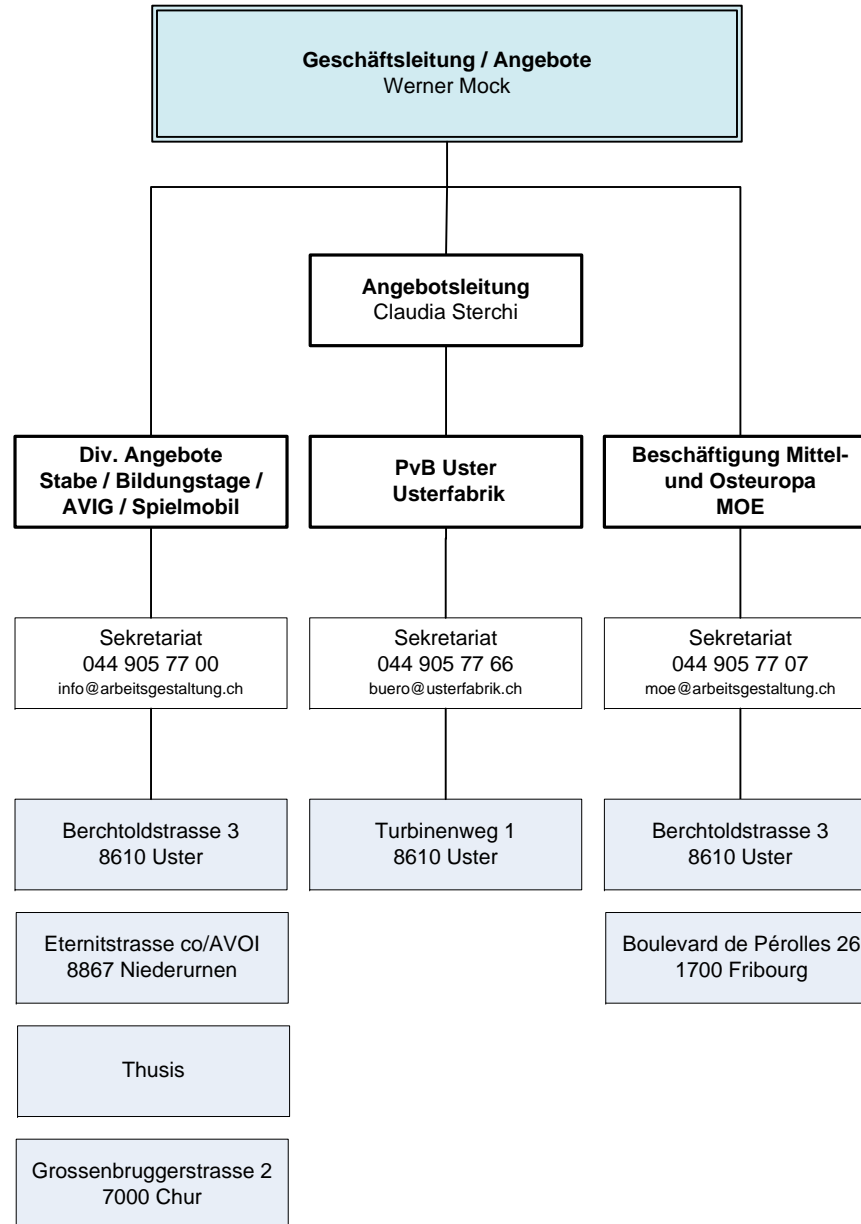 Geschäftsleitung / Angebote
Werner Mock
Angebotsleitung
Claudia Sterchi
Div. Angebote
Stabe / Bildungstage /
AVIG / Spielmobil
PvB Uster
Usterfabrik
Beschäftigung Mittel-
und Osteuropa
MOE
Sekretariat
044 905 77 00
info@arbeitsgestaltung.ch
Sekretariat
044 905 77 66
buero@usterfabrik.ch
Sekretariat
044 905 77 07
moe@arbeitsgestaltung.ch
Berchtoldstrasse 3
8610 Uster
Turbinenweg 1
8610 Uster
Berchtoldstrasse 3
8610 Uster
Eternitstrasse co/AVOI
8867 Niederurnen
Boulevard de Pérolles 26
1700 Fribourg
Thusis
Grossenbruggerstrasse 2
7000 Chur